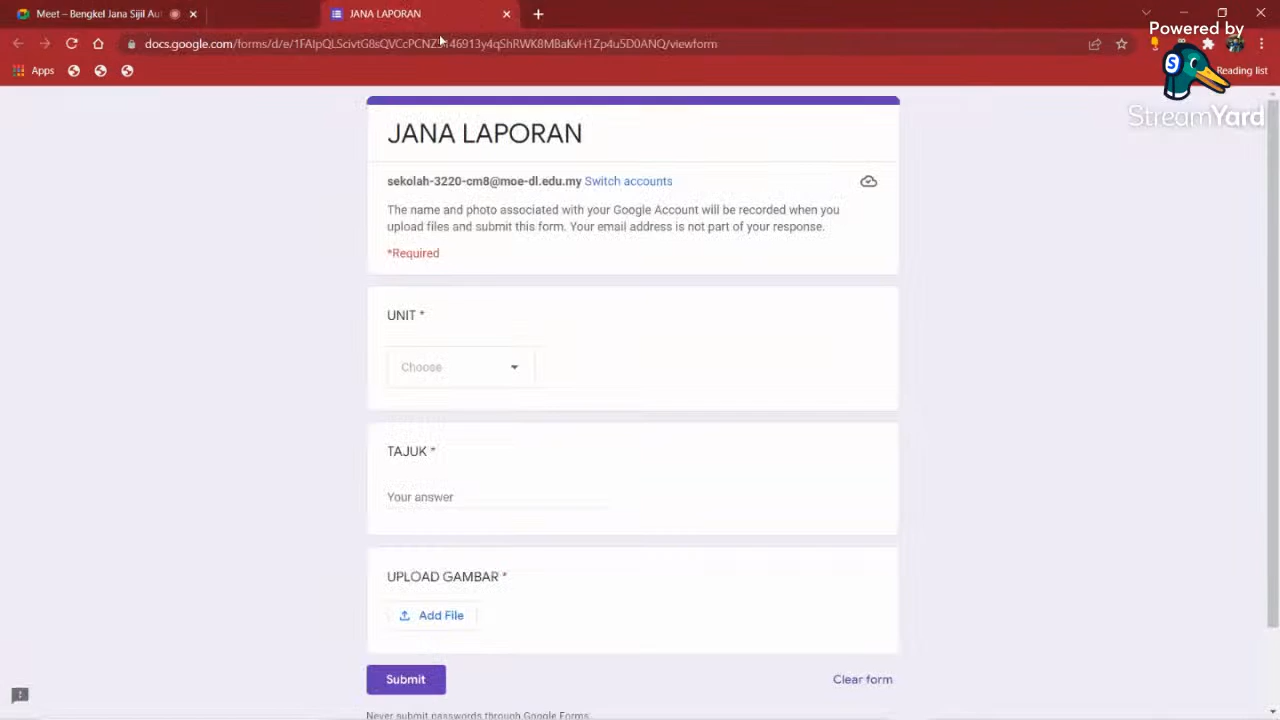 Meet – Bengkel Jana Sijil Aut
JANA LAPORAN
Powered by
StreamYard
Apps
Reading list
JANA LAPORAN
sekolah-3220-cm8@moe-dl.edu.my Switch accounts
The name and photo associated with your Google Account will be recorded when you
upload files and submit this form. Your email address is not part of your response.
*Required
UNIT *
Choose
TAJUK *
Your answer
UPLOAD GAMBAR *
Add File
Submit
Clear form
Never submit passwords through Google Forms.